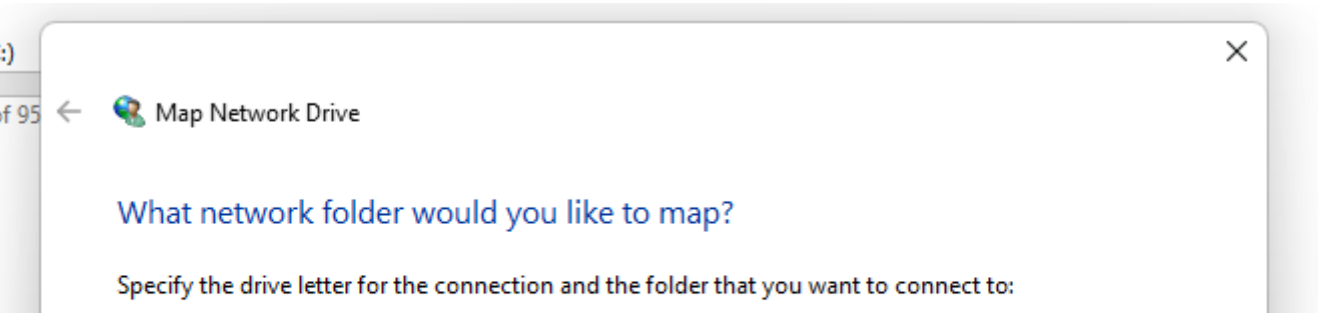 :)
of 95
Map Network Drive
What network folder would you like to map?
Specify the drive letter for the connection and the folder that you want to connect to: